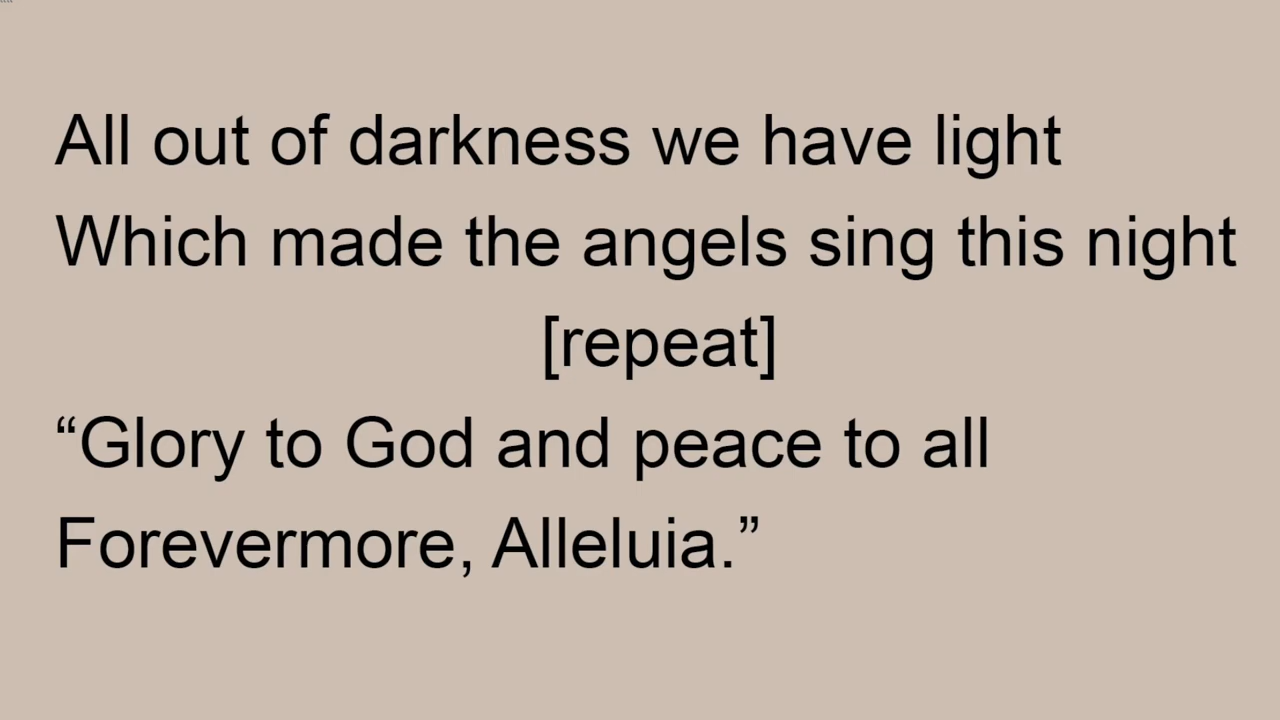 All out of darkness we have light
Which made the angels sing this night
[repeat]
“Glory to God and peace to all
Forevermore, Alleluia.”